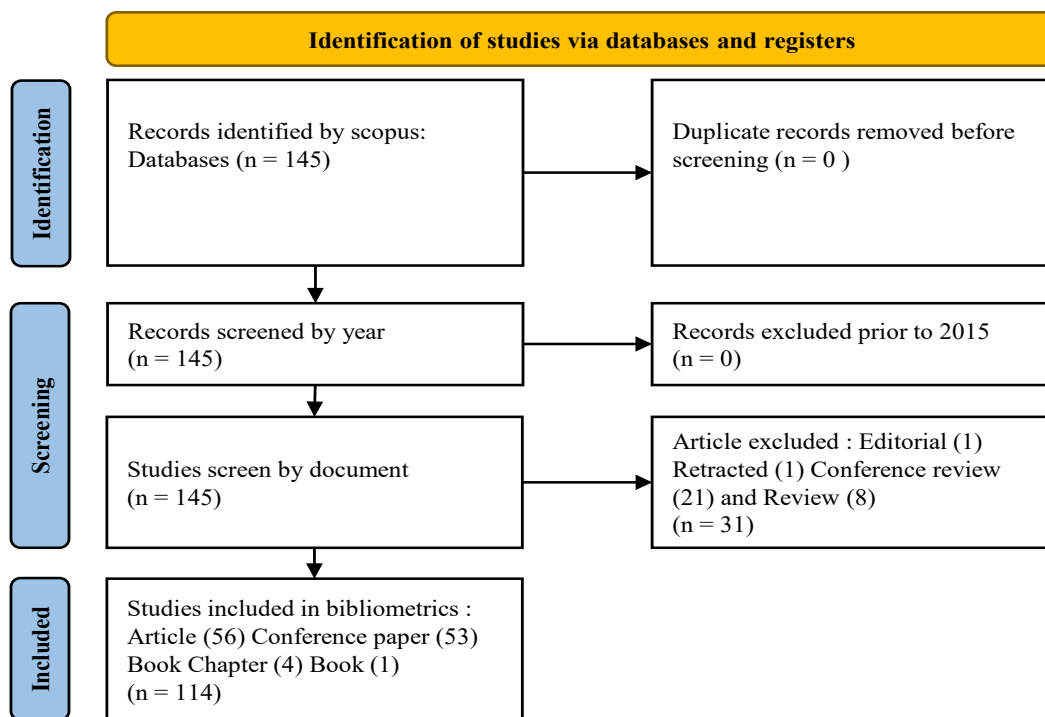 Identification of studies via databases and registers
Identification
Records identified by scopus:
Databases (n = 145)
Duplicate records removed before
screening (n = 0 )
Screening
Records screened by year
(n = 145)
Records excluded prior to 2015
(n = 0)
Studies screen by document
(n = 145)
Article excluded : Editorial (1)
Retracted (1) Conference review
(21) and Review (8)
(n = 31)
Included
Studies included in bibliometrics :
Article (56) Conference paper (53)
Book Chapter (4) Book (1)
(n = 114)